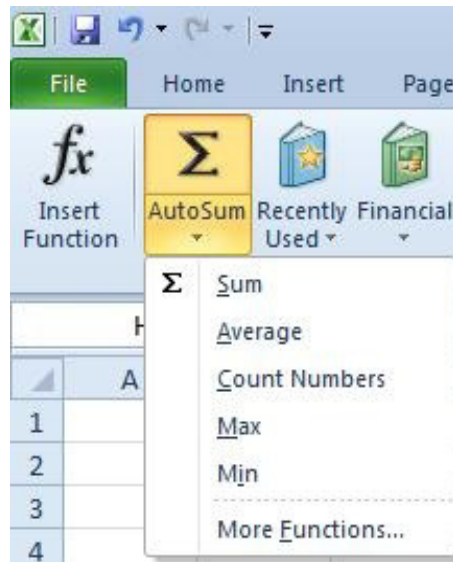 File Home Insert Page
fx Σ
Insert Function AutoSum Recently Used Financial
Σ Sum
Average
Count Numbers
Max
Min
More Functions...
A
1
2
3
4